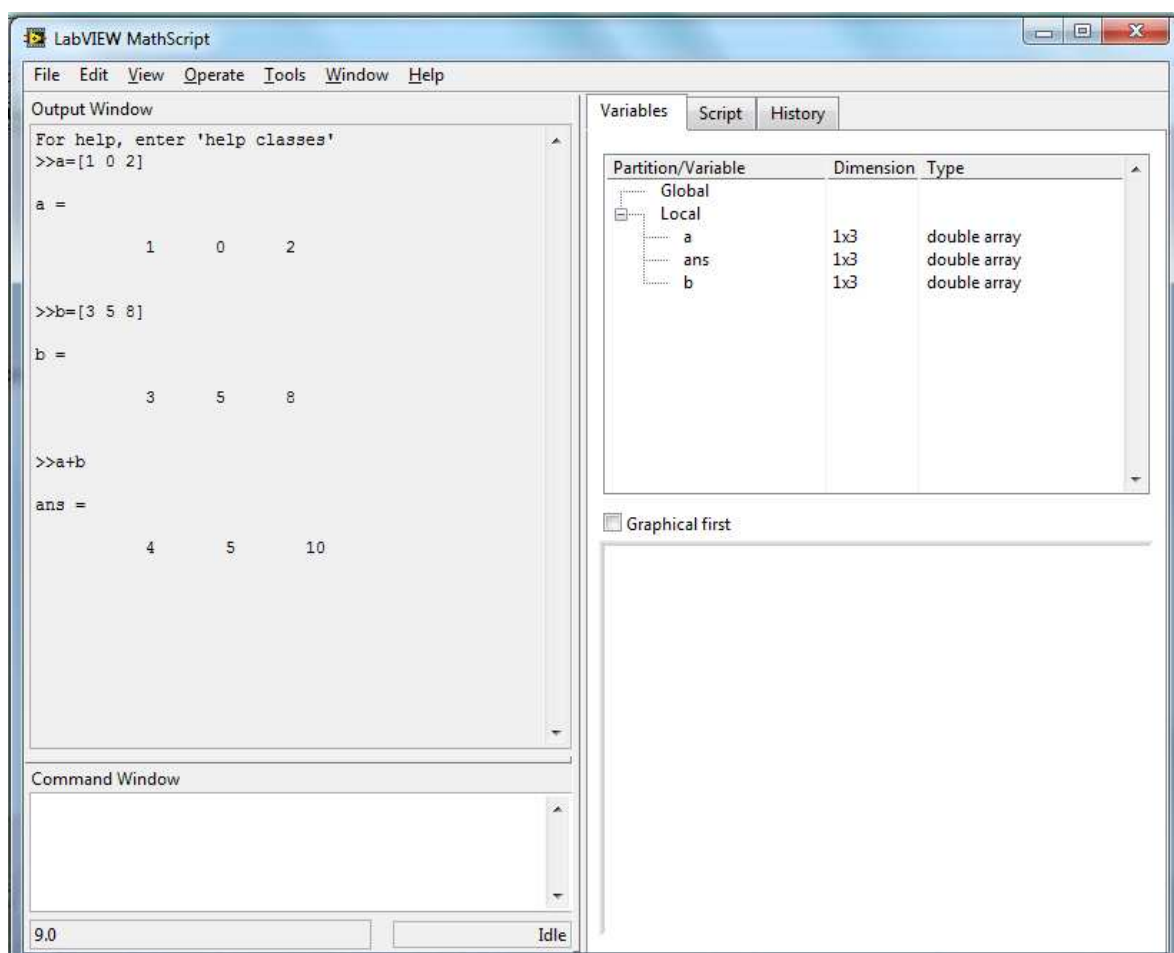 LabVIEW MathScript
File Edit View Operate Tools Window Help
Output Window
For help, enter 'help classes'
>>a=[1 0 2]
a =
1 0 2
>>b=[3 5 8]
b =
3 5 8
>>a+b
ans =
4 5 10
Command Window
9.0 Idle
Variables Script History
Partition/Variable Dimension Type
Global
Local
a 1x3 double array
ans 1x3 double array
b 1x3 double array
Graphical first